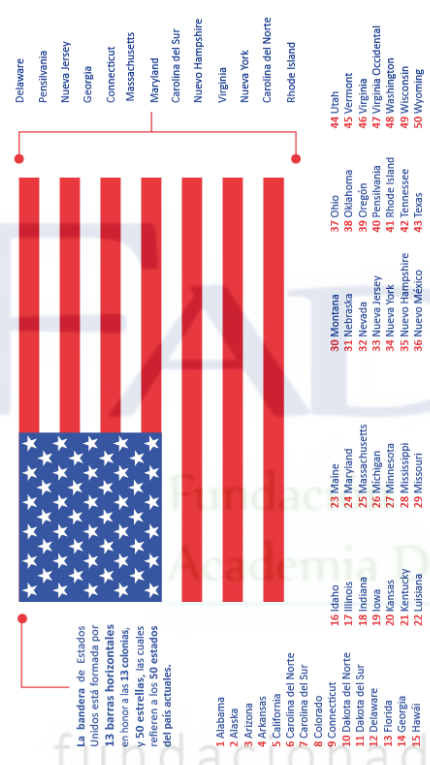 La bandera de Estados
Unidos está formada por
13 barras horizontales
en honor a las 13 colonias,
y 50 estrellas, las cuales
refieren a los 50 estados
del país actuales.
Delaware
Pensilvania
Nueva Jersey
Georgia
Connecticut
Massachusetts
Maryland
Carolina del Sur
Nuevo Hampshire
Virginia
Nueva York
Carolina del Norte
Rhode Island
1 Alabama
2 Alaska
3 Arizona
4 Arkansas
5 California
6 Carolina del Norte
7 Carolina del Sur
8 Colorado
9 Connecticut
10 Dakota del Norte
11 Dakota del Sur
12 Delaware
13 Florida
14 Georgia
15 Hawái
16 Idaho
17 Illinois
18 Indiana
19 Iowa
20 Kansas
21 Kentucky
22 Luisiana
23 Maine
24 Maryland
25 Massachusetts
26 Michigan
27 Minnesota
28 Mississippi
29 Missouri
30 Montana
31 Nebraska
32 Nevada
33 Nueva Jersey
34 Nueva York
35 Nuevo Hampshire
36 Nuevo México
37 Ohio
38 Oklahoma
39 Oregón
40 Pensilvania
41 Rhode Island
42 Tennessee
43 Texas
44 Utah
45 Vermont
46 Virginia
47 Virginia Occidental
48 Washington
49 Wisconsin
50 Wyoming